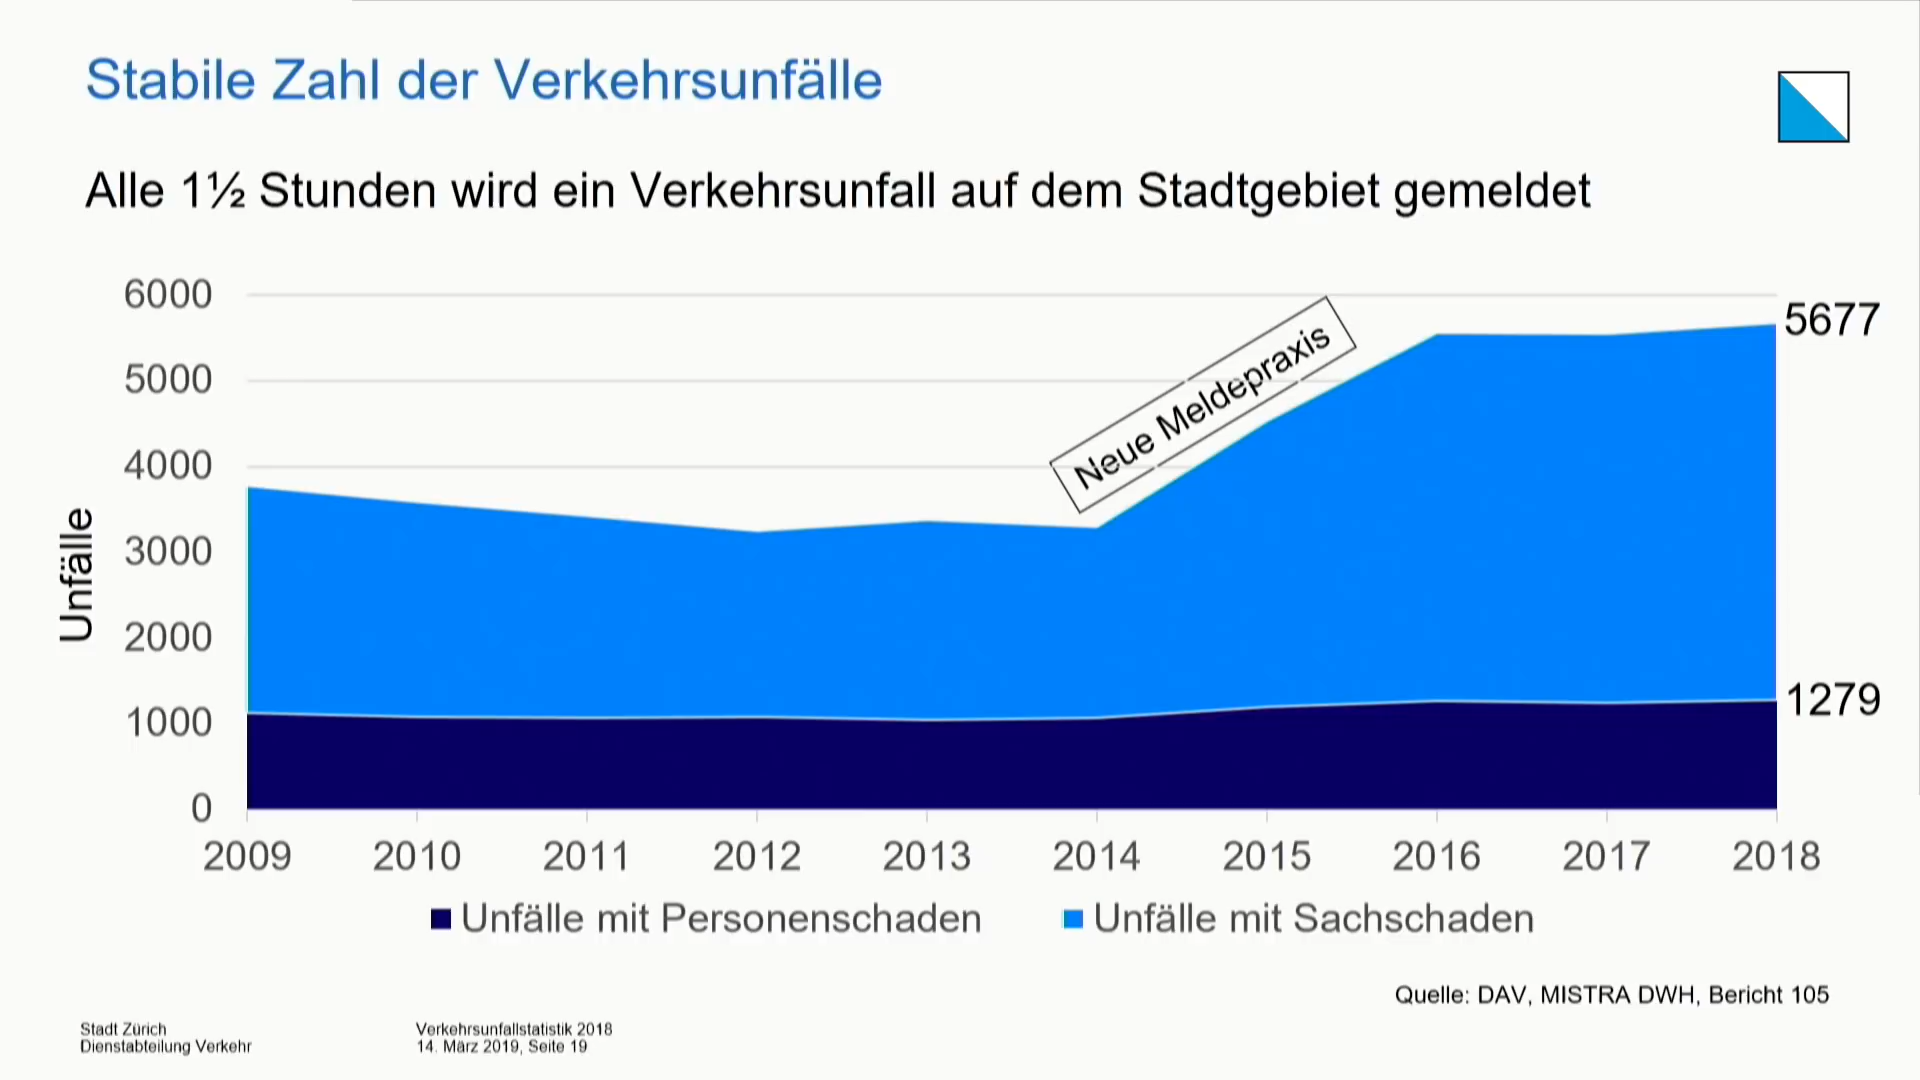 Stabile Zahl der Verkehrsunfälle
Alle 1½ Stunden wird ein Verkehrsunfall auf dem Stadtgebiet gemeldet
6000
5000
4000
3000
2000
1000
0
Unfälle
Neue Meldepraxis
5677
1279
2009 2010 2011 2012 2013 2014 2015 2016 2017 2018
Unfälle mit Personenschaden Unfälle mit Sachschaden
Quelle: DAV, MISTRA DWH, Bericht 105
Stadt Zürich
Dienstabteilung Verkehr
Verkehrsunfallstatistik 2018
14. März 2019, Seite 19